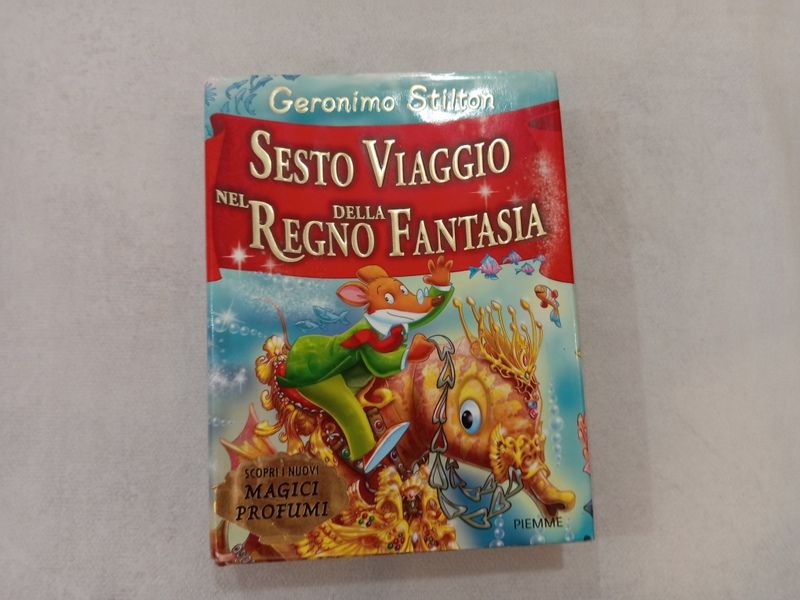 Geronimo Stilton
SESTO VIAGGIO
NEL REGNO DELLA FANTASIA
SCOPRI I NUOVI
MAGICI
PROFUMI
PIEMME